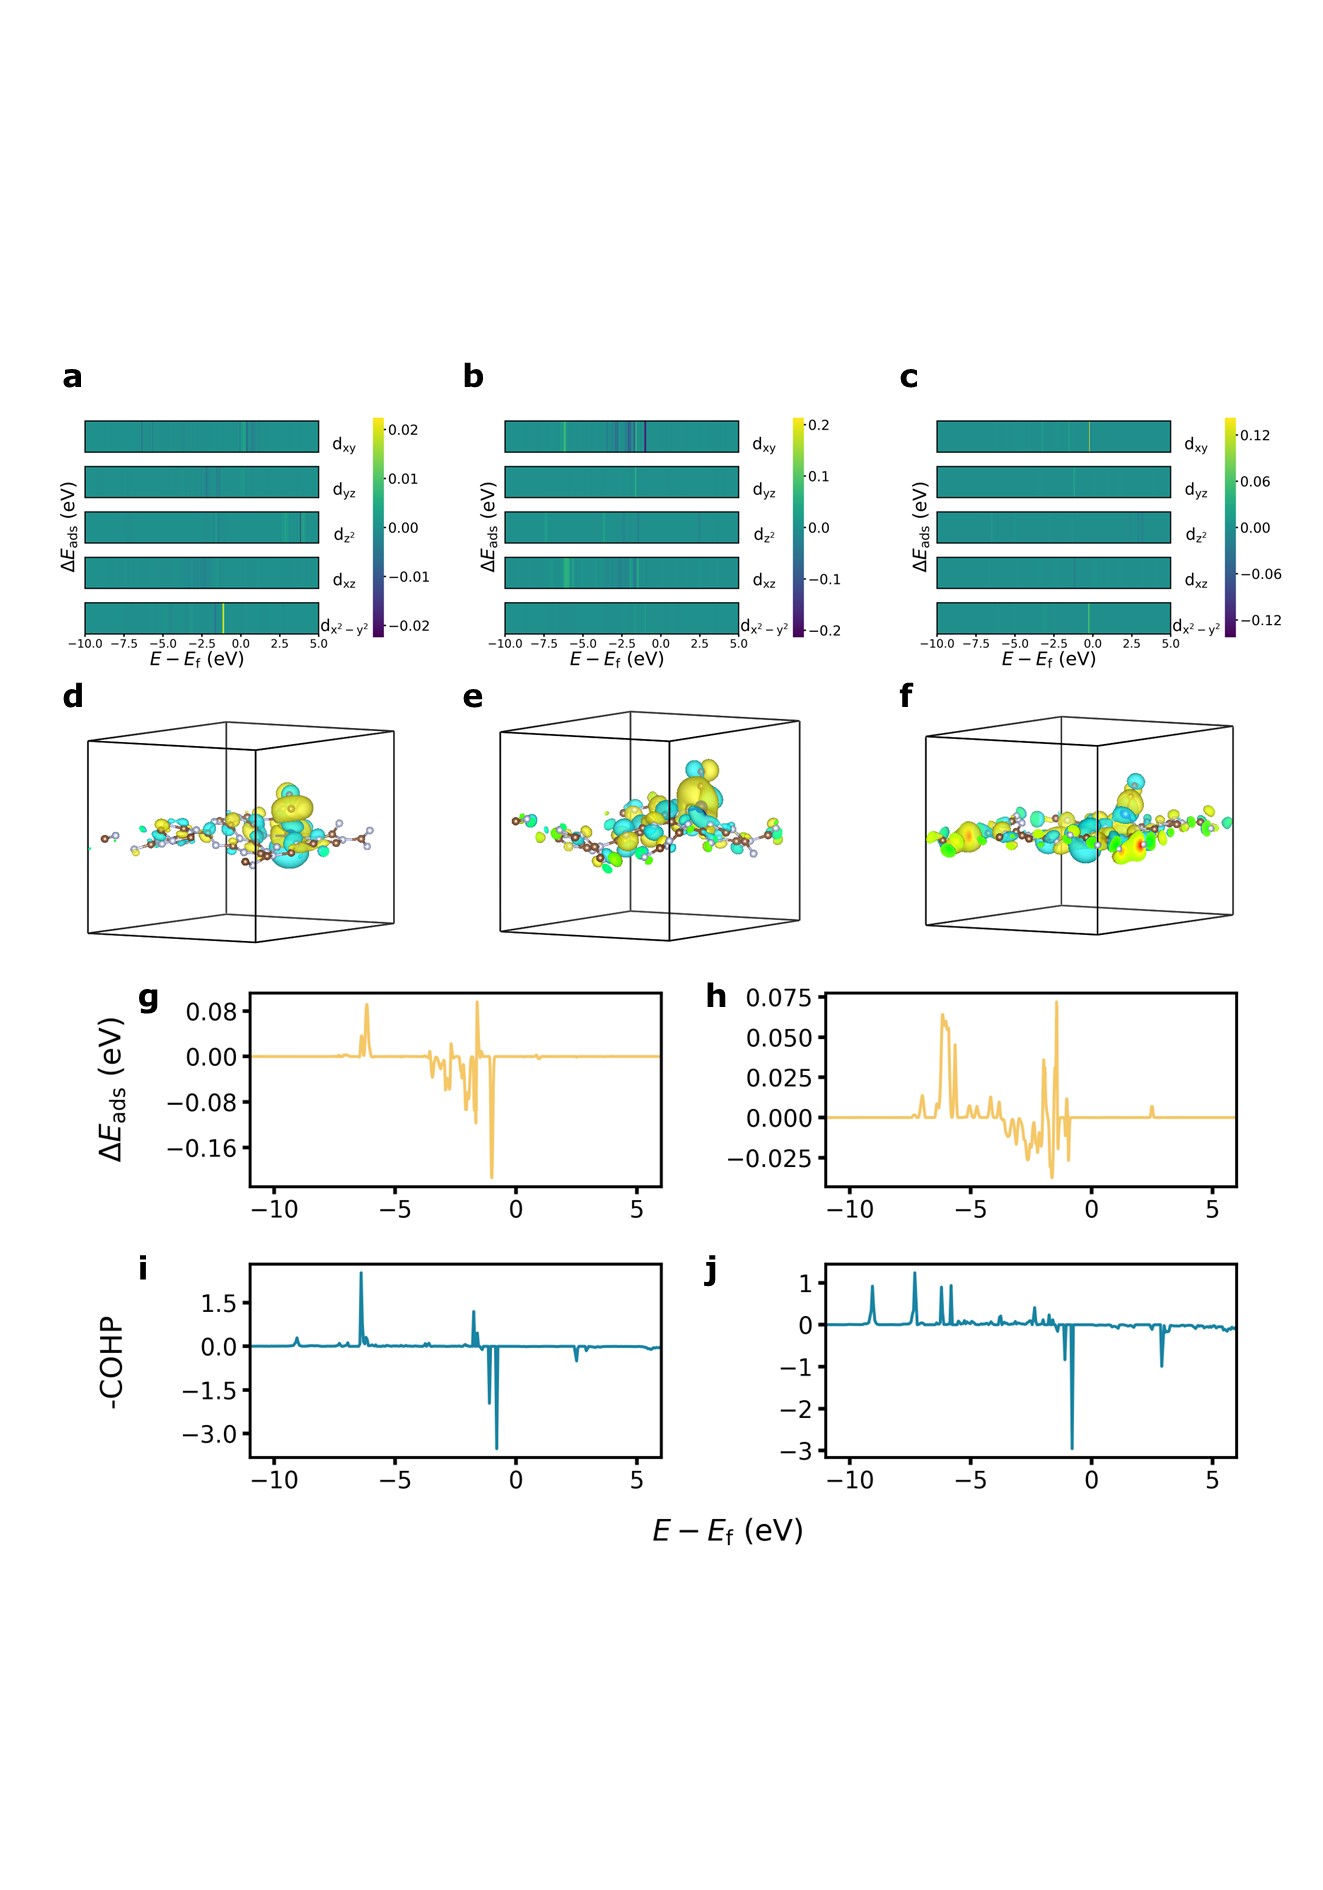 a
b
c
ΔE_ads (eV)
d_xy
d_yz
d_z²
d_xz
d_x²−y²
−10.0 −7.5 −5.0 −2.5 0.0 2.5 5.0
E − E_f (eV)
0.02
0.01
0.00
−0.01
−0.02
ΔE_ads (eV)
d_xy
d_yz
d_z²
d_xz
d_x²−y²
−10.0 −7.5 −5.0 −2.5 0.0 2.5 5.0
E − E_f (eV)
0.2
0.1
0.0
−0.1
−0.2
ΔE_ads (eV)
d_xy
d_yz
d_z²
d_xz
d_x²−y²
−10.0 −7.5 −5.0 −2.5 0.0 2.5 5.0
E − E_f (eV)
0.12
0.06
0.00
−0.06
−0.12
d
e
f
g
ΔE_ads (eV)
0.08
0.00
−0.08
−0.16
−10 −5 0 5
h
0.075
0.050
0.025
0.000
−0.025
−10 −5 0 5
i
-COHP
1.5
0.0
−1.5
−3.0
−10 −5 0 5
j
1
0
−1
−2
−3
−10 −5 0 5
E − E_f (eV)